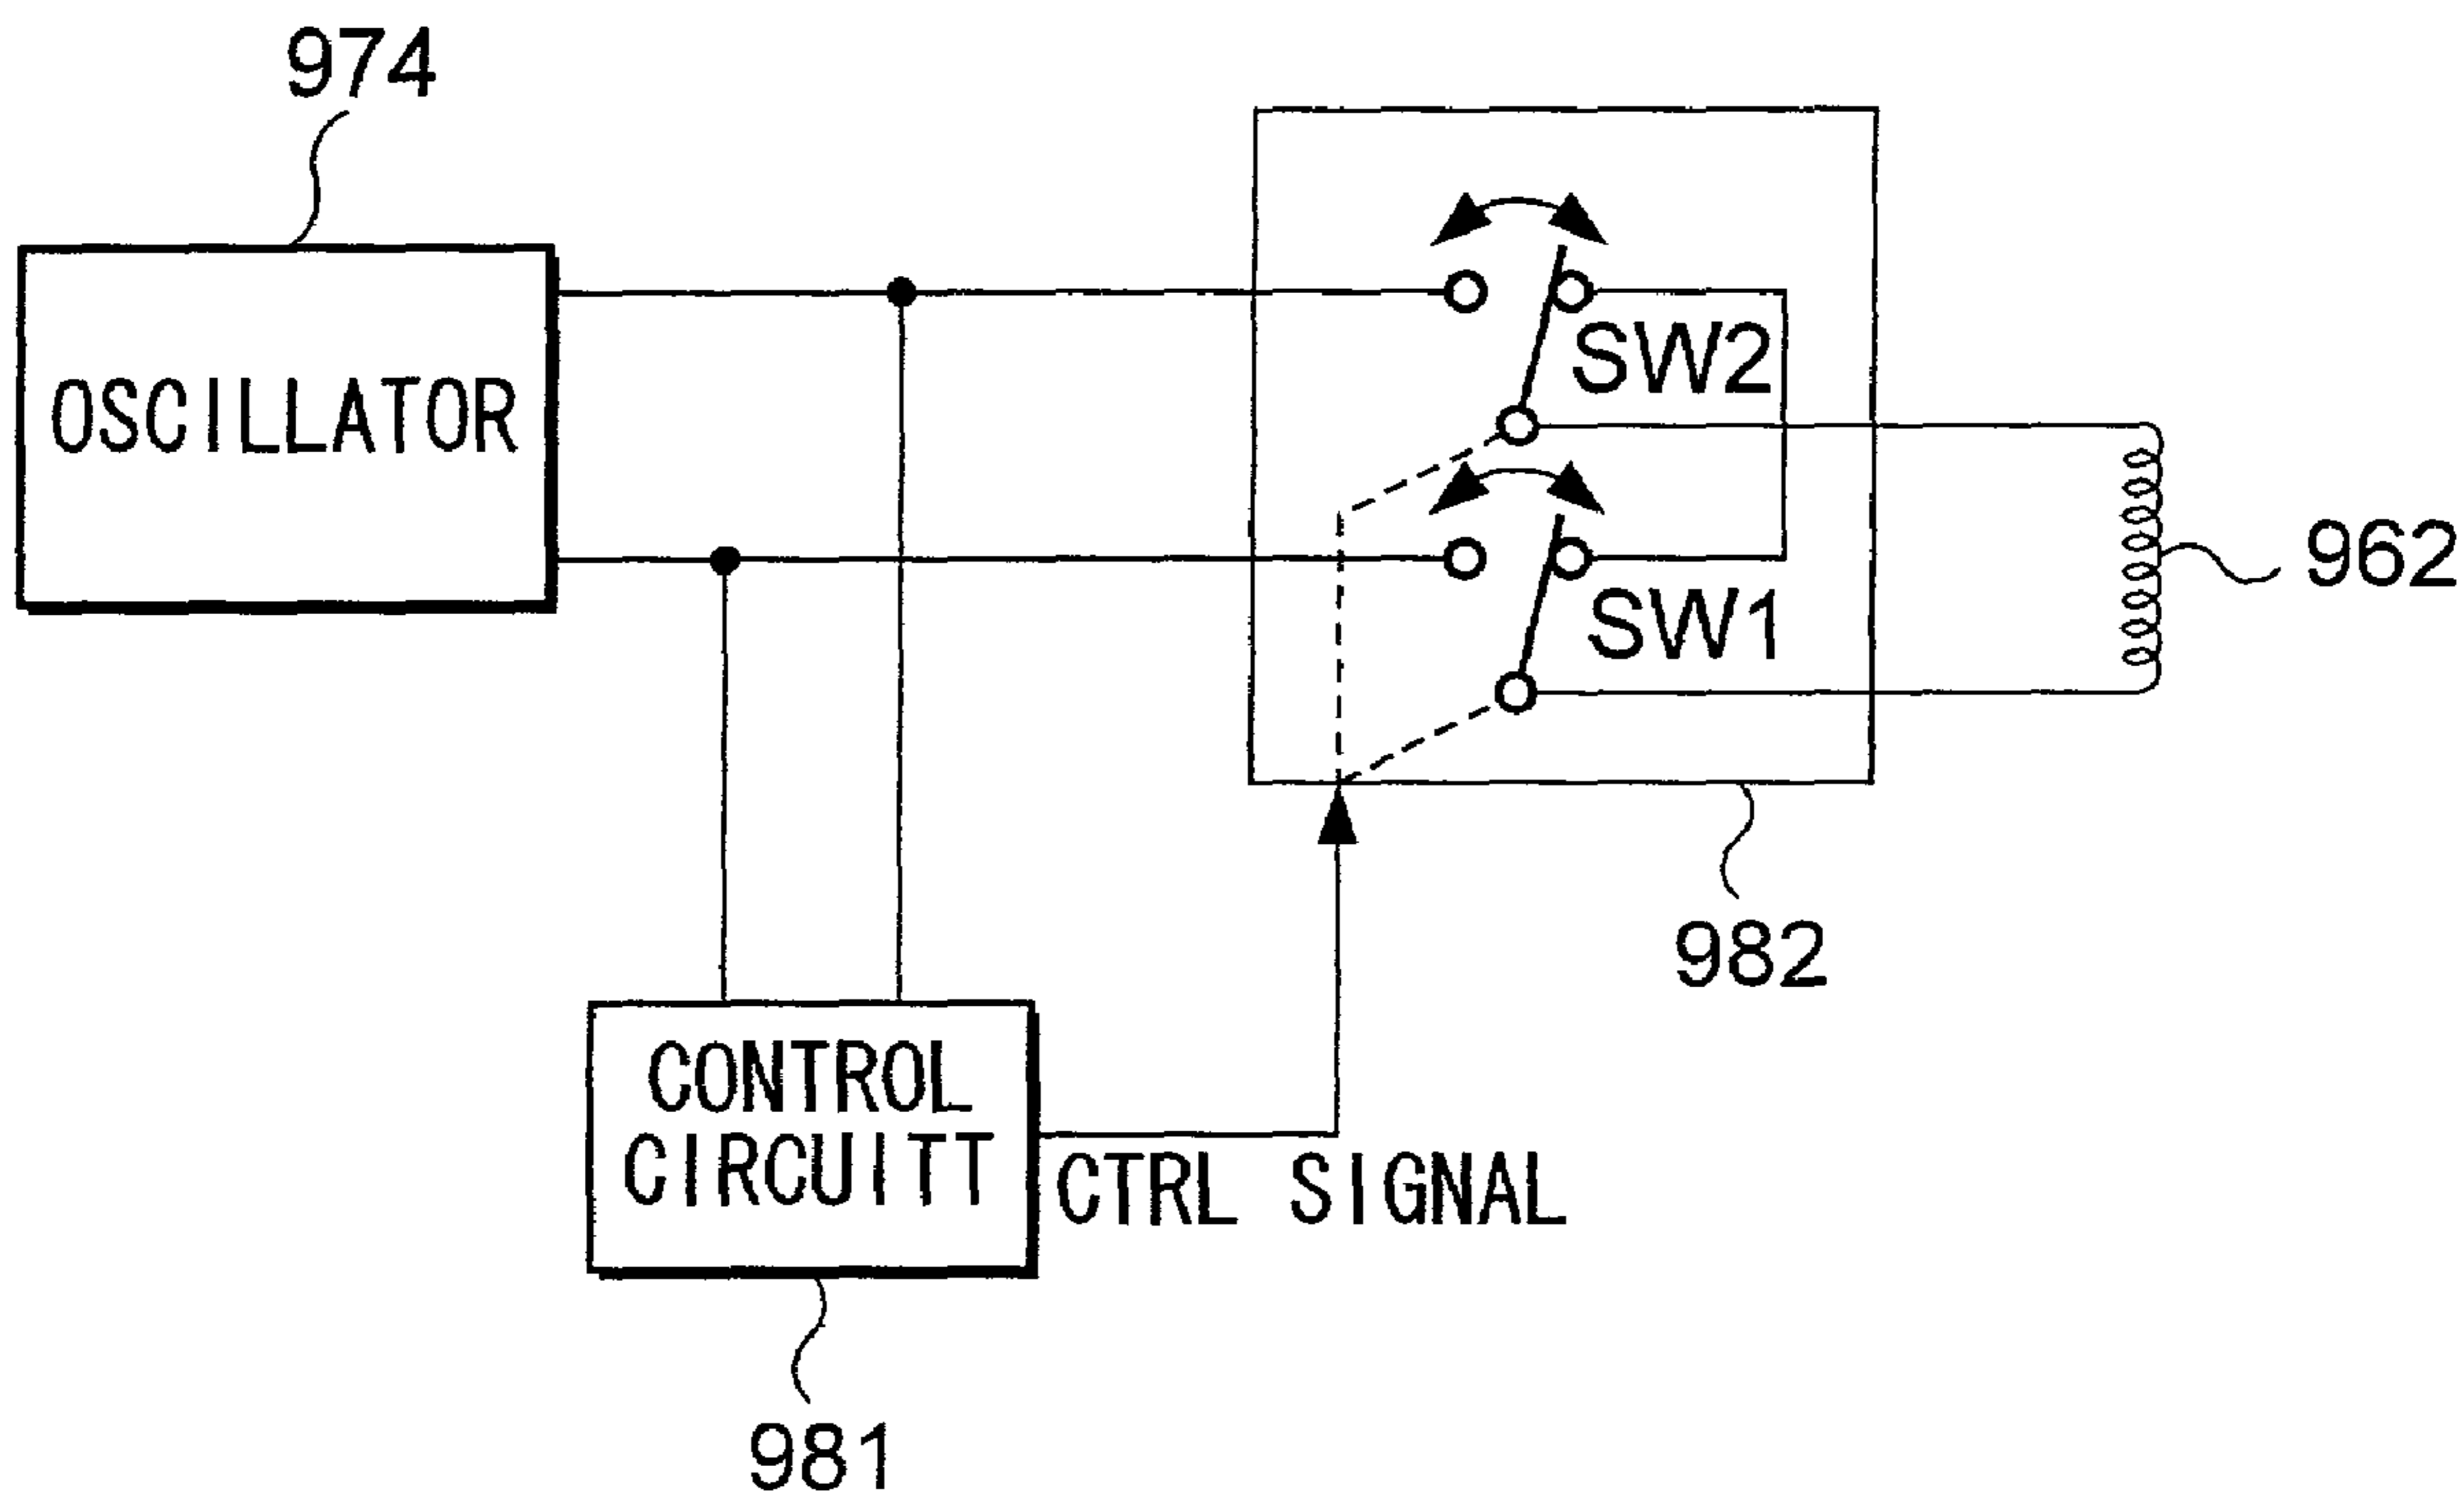 974
OSCILLATOR
SW2
962
SW1
982
CONTROL
CIRCUITT
CTRL SIGNAL
981